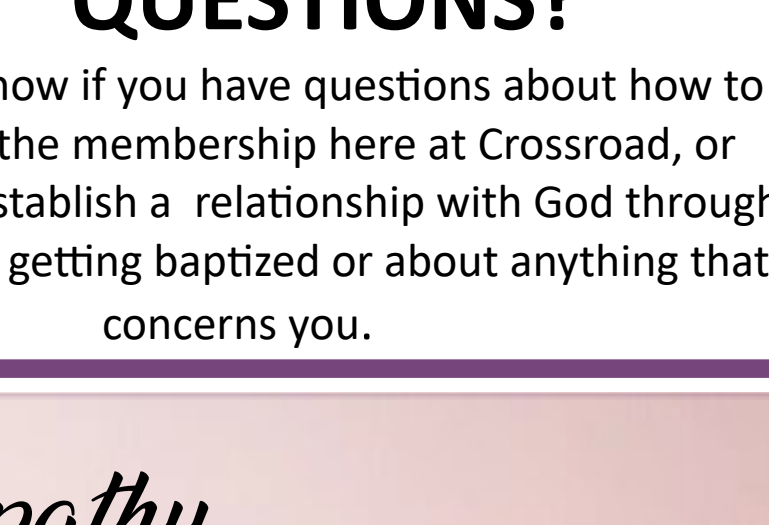 QUESTIONS?
now if you have questions about how to
the membership here at Crossroad, or
stablish a  relationship with God through
getting baptized or about anything that
concerns you.
pathy